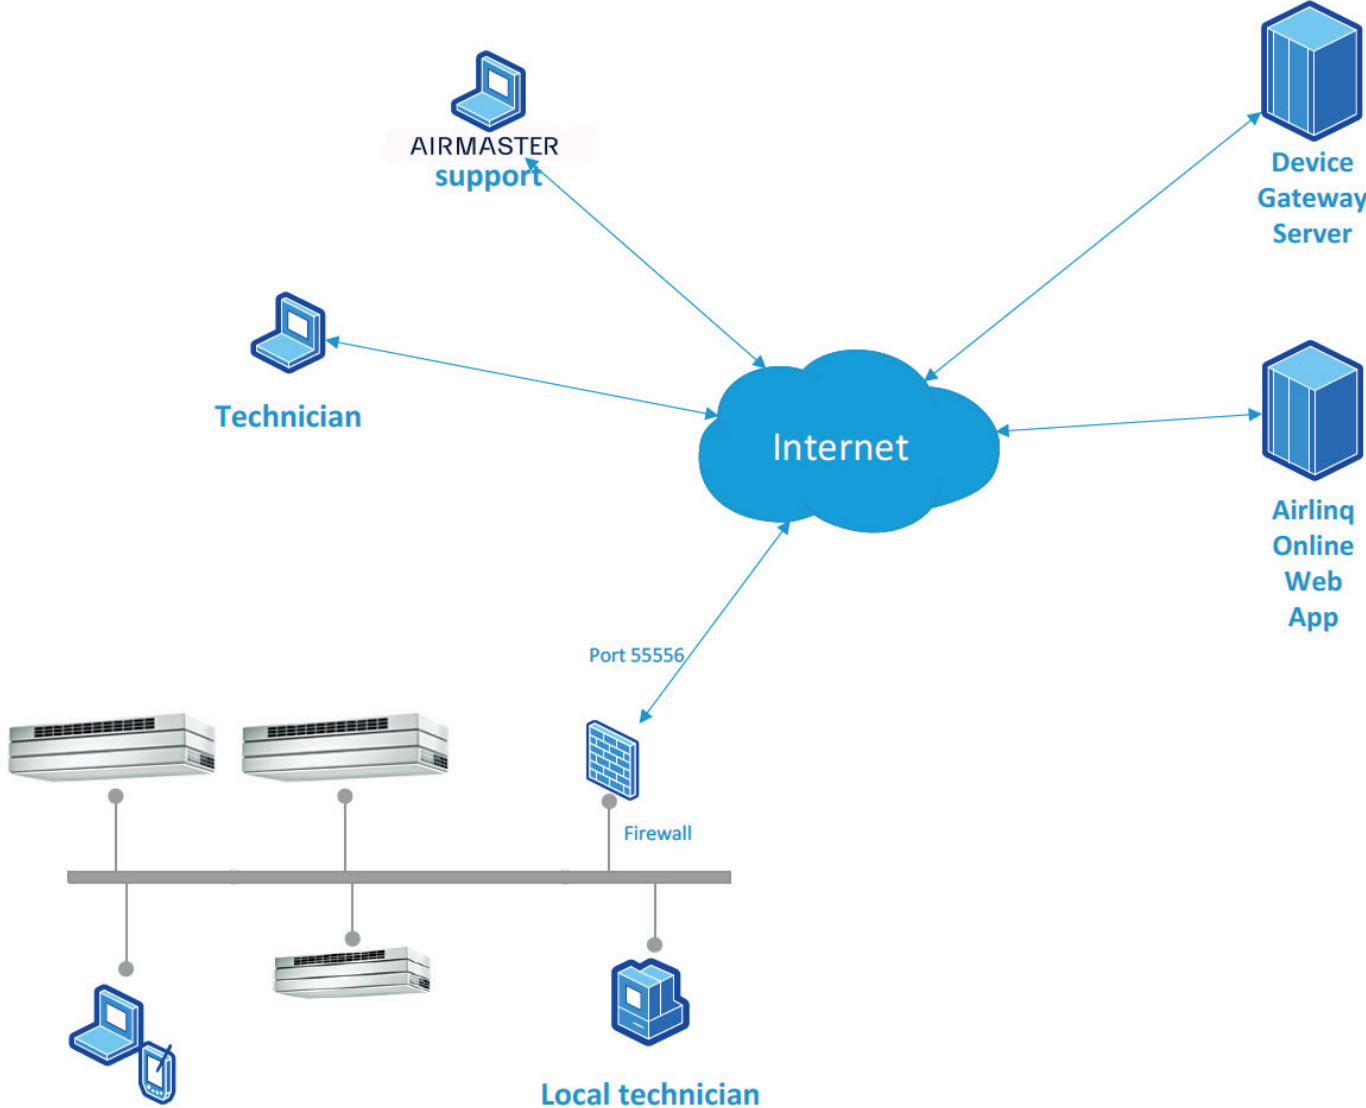 AIRMASTER
support
Device
Gateway
Server
Technician
Internet
Airlinq
Online
Web
App
Port 55556
Firewall
Local technician